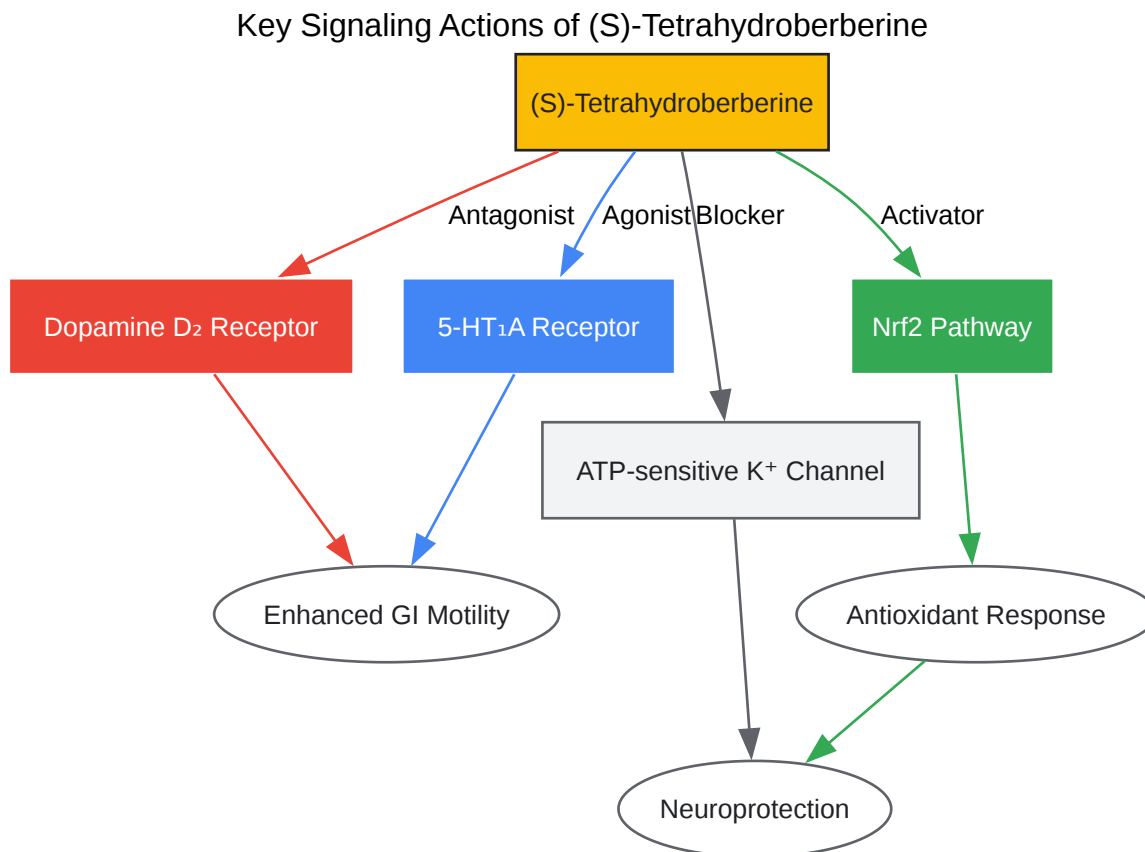 Key Signaling Actions of (S)-Tetrahydroberberine
(S)-Tetrahydroberberine
Antagonist
Agonist
Blocker
Activator
Dopamine D₂ Receptor
5-HT₁A Receptor
Nrf2 Pathway
ATP-sensitive K⁺ Channel
Enhanced GI Motility
Antioxidant Response
Neuroprotection